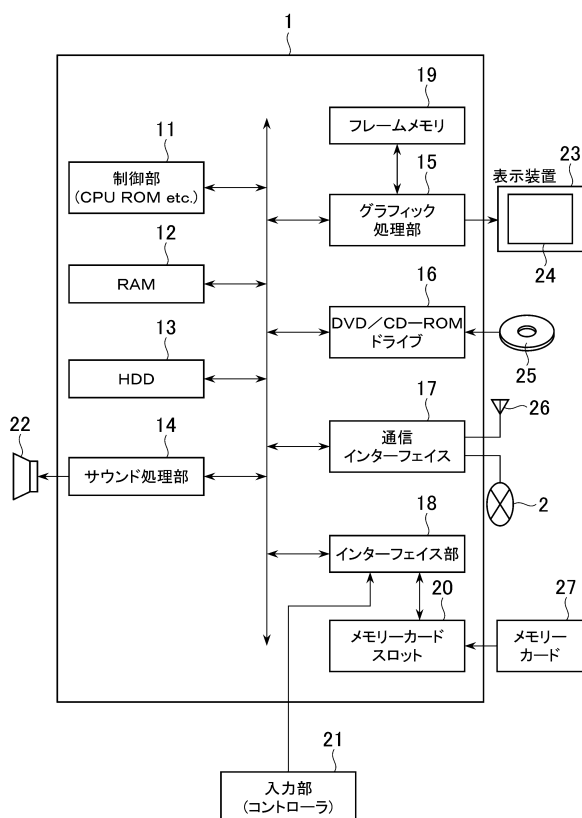 1
19
フレームメモリ
11
制御部
(CPU ROM etc.)
15
グラフィック
処理部
表示装置
23
24
12
RAM
16
DVD/CD-ROM
ドライブ
25
13
HDD
17
通信
インターフェイス
26
22
14
サウンド処理部
2
18
インターフェイス部
20
メモリーカード
スロット
27
メモリー
カード
21
入力部
(コントローラ)